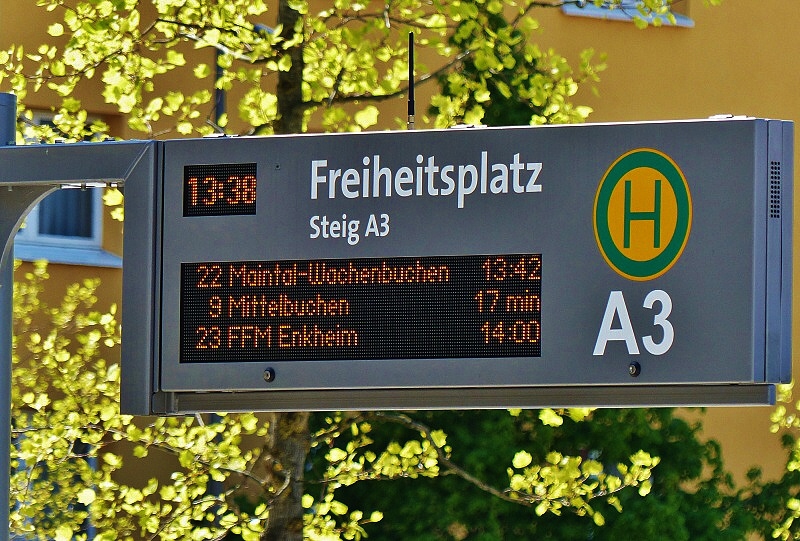 13:38
Freiheitsplatz
Steig A3
H
A3
22 Maintal-Wachenbuchen 13:42
9 Mittelbuchen 17 min
23 FFM Enkheim 14:00